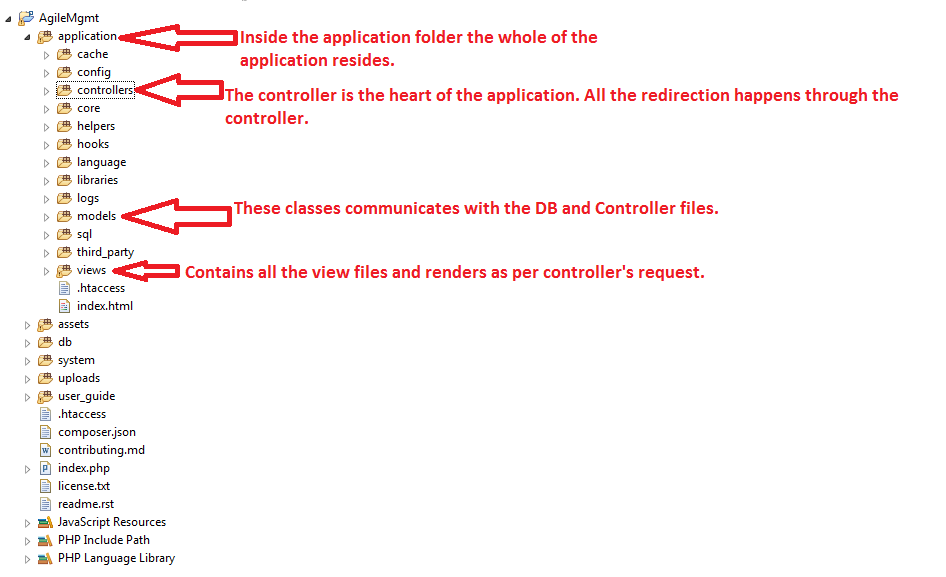 AgileMgmt
application
Inside the application folder the whole of the
application resides.
cache
config
controllers
The controller is the heart of the application. All the redirection happens through the
controller.
core
helpers
hooks
language
libraries
logs
models
These classes communicates with the DB and Controller files.
sql
third_party
views
Contains all the view files and renders as per controller's request.
.htaccess
index.html
assets
db
system
uploads
user_guide
.htaccess
composer.json
contributing.md
index.php
license.txt
readme.rst
JavaScript Resources
PHP Include Path
PHP Language Library